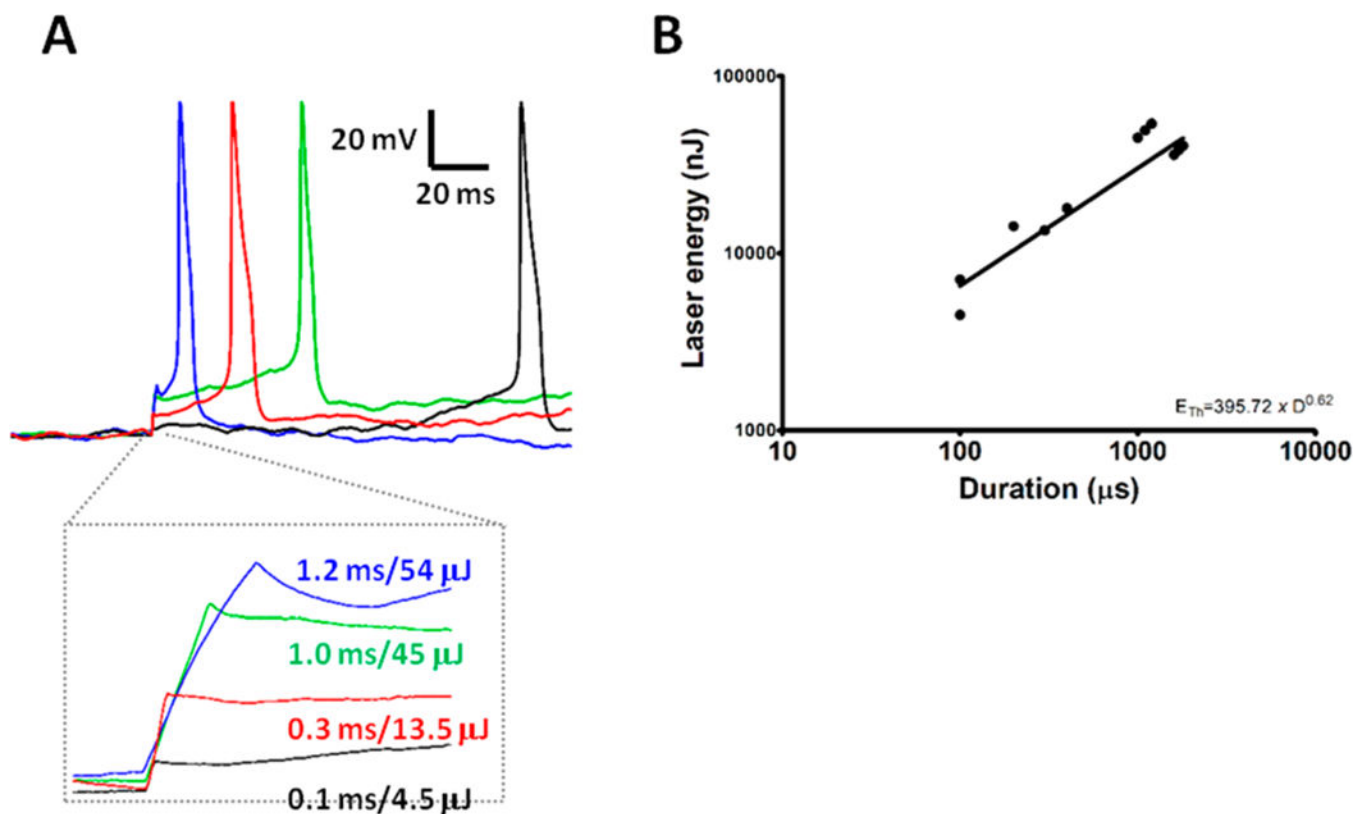 A
20 mV
20 ms
1.2 ms/54 µJ
1.0 ms/45 µJ
0.3 ms/13.5 µJ
0.1 ms/4.5 µJ
B
Laser energy (nJ)
100000
10000
1000
10
100
1000
10000
Duration (µs)
E_Th=395.72 x D^0.62